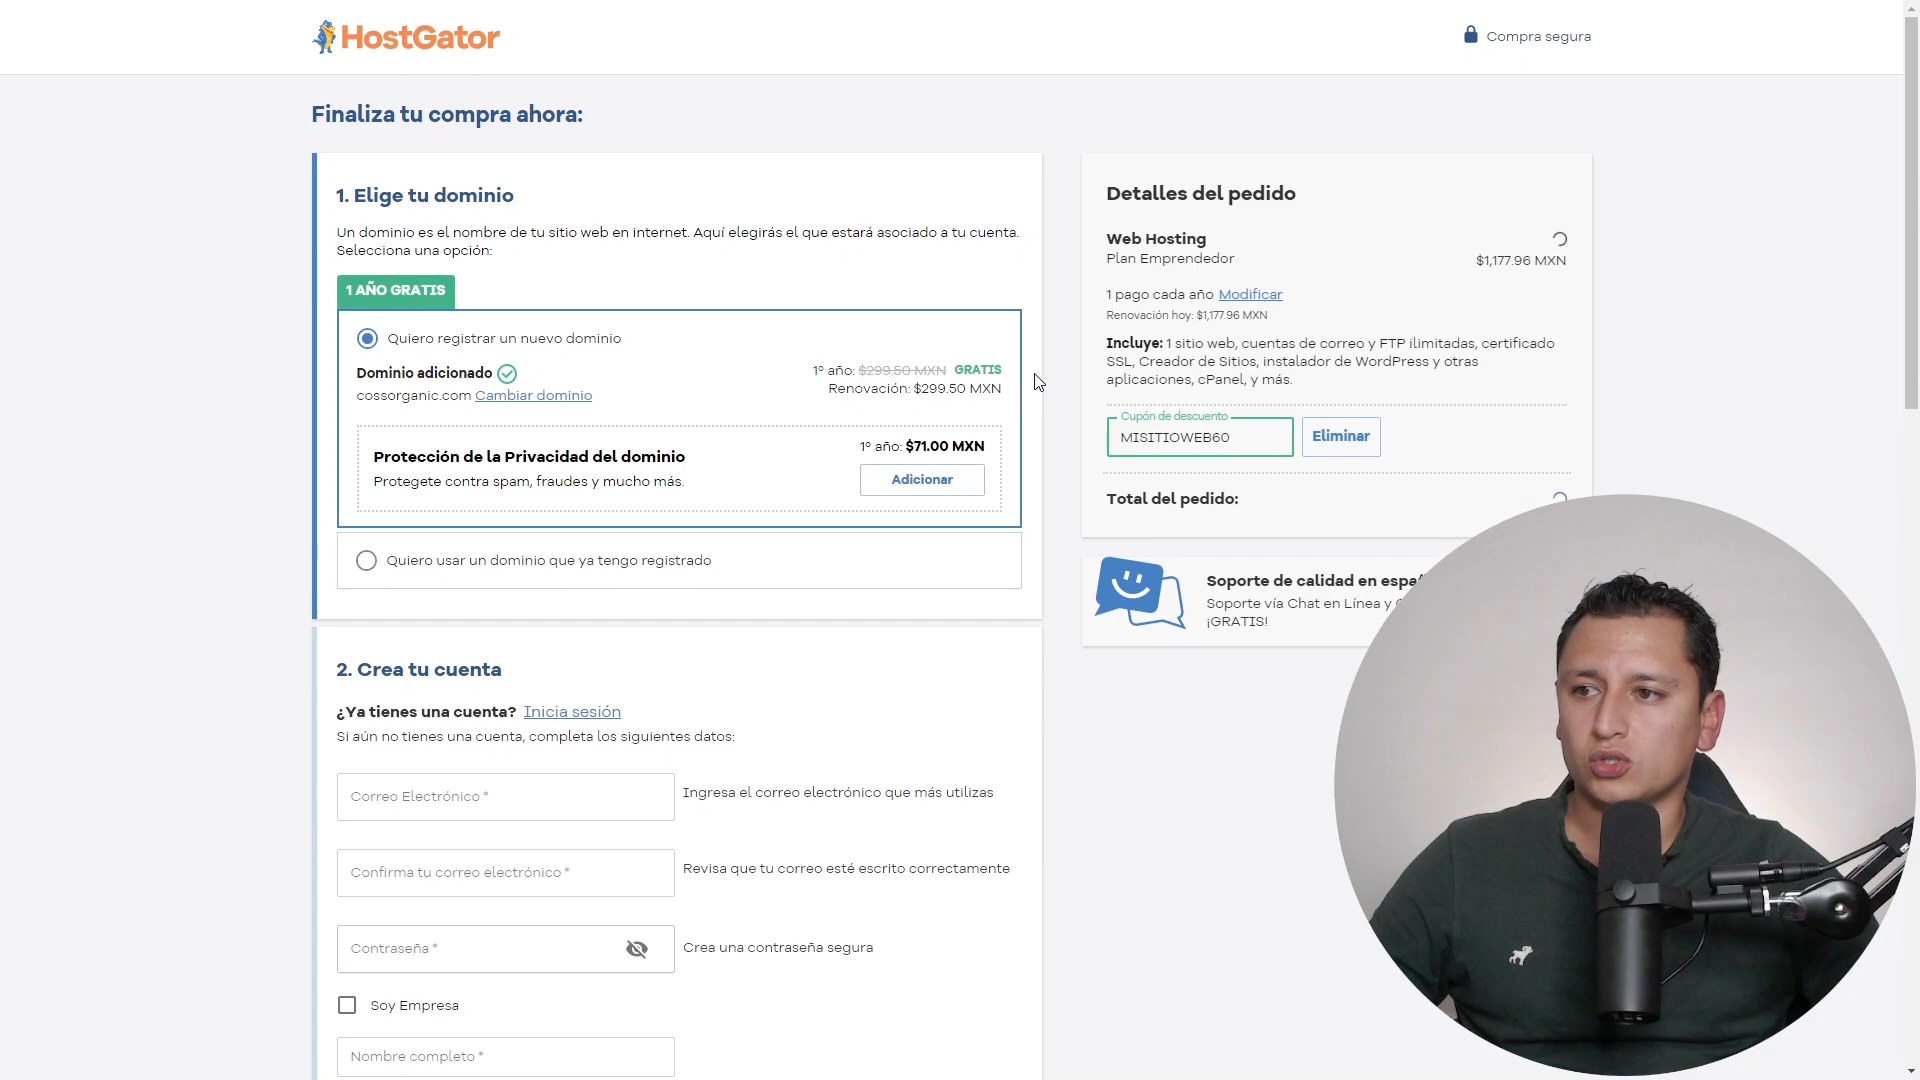 HostGator
Compra segura
Finaliza tu compra ahora:
1. Elige tu dominio
Un dominio es el nombre de tu sitio web en internet. Aquí elegirás el que estará asociado a tu cuenta.
Selecciona una opción:
1 AÑO GRATIS
Quiero registrar un nuevo dominio
Dominio adicionado
1º año: $299.50 MXN GRATIS
cossorganic.com Cambiar dominio
Renovación: $299.50 MXN
Protección de la Privacidad del dominio
1º año: $71.00 MXN
Protegete contra spam, fraudes y mucho más.
Adicionar
Quiero usar un dominio que ya tengo registrado
2. Crea tu cuenta
¿Ya tienes una cuenta? Inicia sesión
Si aún no tienes una cuenta, completa los siguientes datos:
Correo Electrónico *
Ingresa el correo electrónico que más utilizas
Confirma tu correo electrónico *
Revisa que tu correo esté escrito correctamente
Contraseña *
Crea una contraseña segura
Soy Empresa
Nombre completo *
Detalles del pedido
Web Hosting
Plan Emprendedor
$1,177.96 MXN
1 pago cada año Modificar
Renovación hoy: $1,177.96 MXN
Incluye: 1 sitio web, cuentas de correo y FTP ilimitadas, certificado
SSL, Creador de Sitios, instalador de WordPress y otras
aplicaciones, cPanel, y más.
Cupón de descuento
MISITIOWEB60
Eliminar
Total del pedido:
Soporte de calidad en
Soporte vía Chat en Línea y
¡GRATIS!